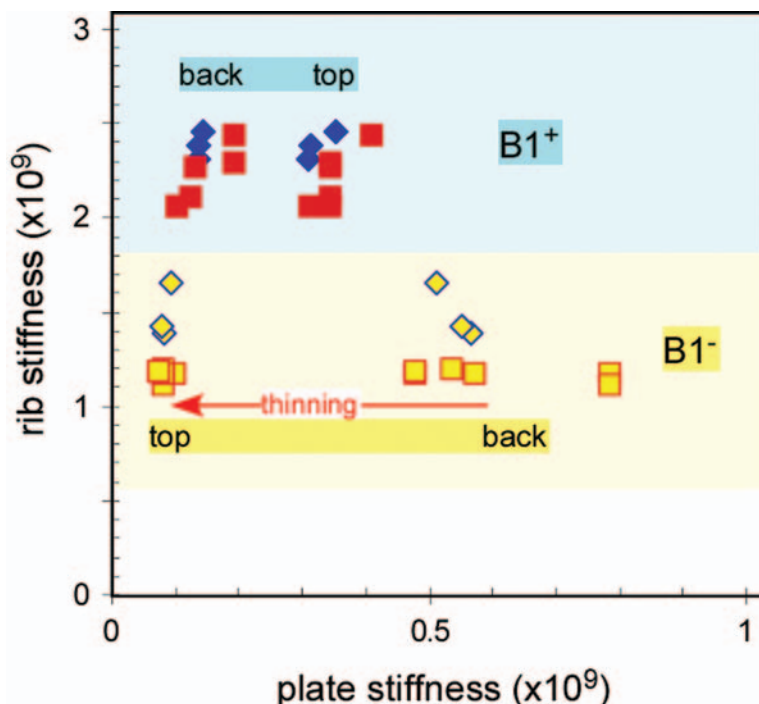 3
back top
B1⁺
2
rib stiffness (x10⁹)
B1⁻
thinning
1
top back
0
0 0.5 1
plate stiffness (x10⁹)